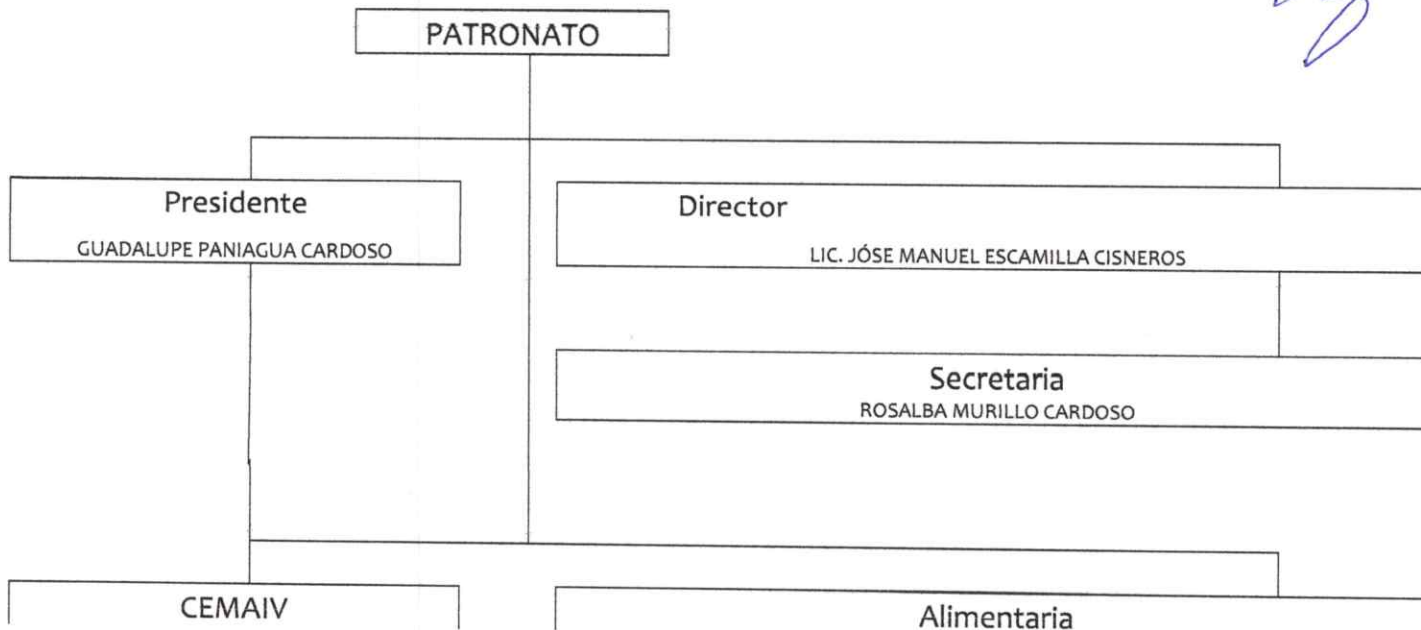 PATRONATO
Presidente
GUADALUPE PANIAGUA CARDOSO
Director
LIC. JÓSE MANUEL ESCAMILLA CISNEROS
Secretaria
ROSALBA MURILLO CARDOSO
CEMAIV
Alimentaria